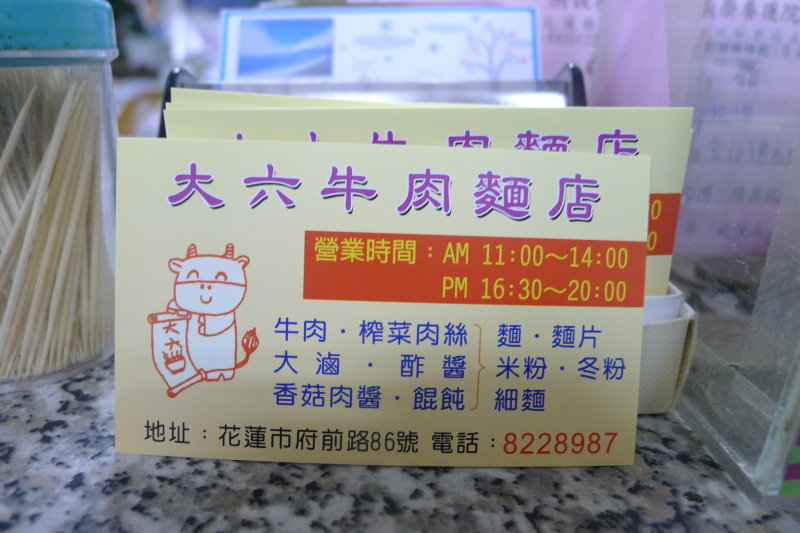 大六牛肉麵店
營業時間：AM 11:00～14:00
PM 16:30～20:00
牛肉・榨菜肉絲 麵・麵片
大滷・酢醬 米粉・冬粉
香菇肉醬・餛飩 細麵
大六
地址：花蓮市府前路86號 電話：8228987